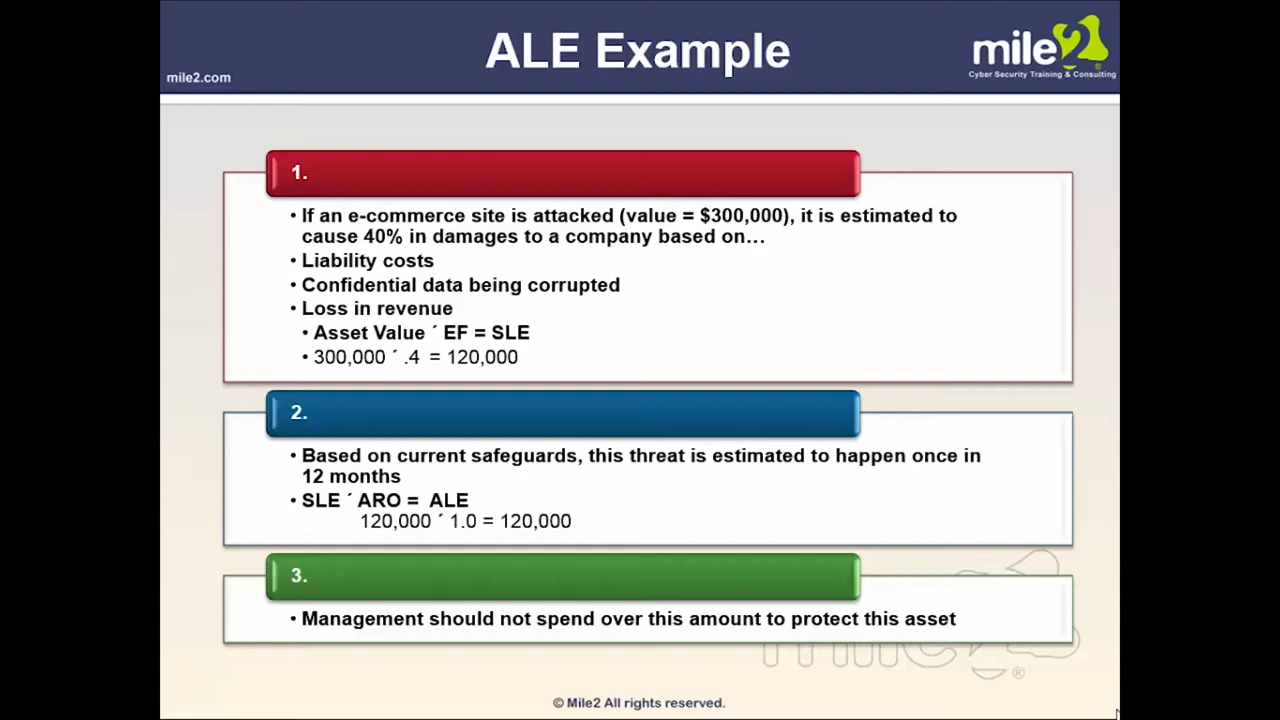 ALE Example
mile2
Cyber Security Training & Consulting
mile2.com
1.
• If an e-commerce site is attacked (value = $300,000), it is estimated to
cause 40% in damages to a company based on…
• Liability costs
• Confidential data being corrupted
• Loss in revenue
• Asset Value ´ EF = SLE
• 300,000 ´ .4 = 120,000
2.
• Based on current safeguards, this threat is estimated to happen once in
12 months
• SLE ´ ARO = ALE
120,000 ´ 1.0 = 120,000
3.
• Management should not spend over this amount to protect this asset
mile2
®
© Mile2 All rights reserved.